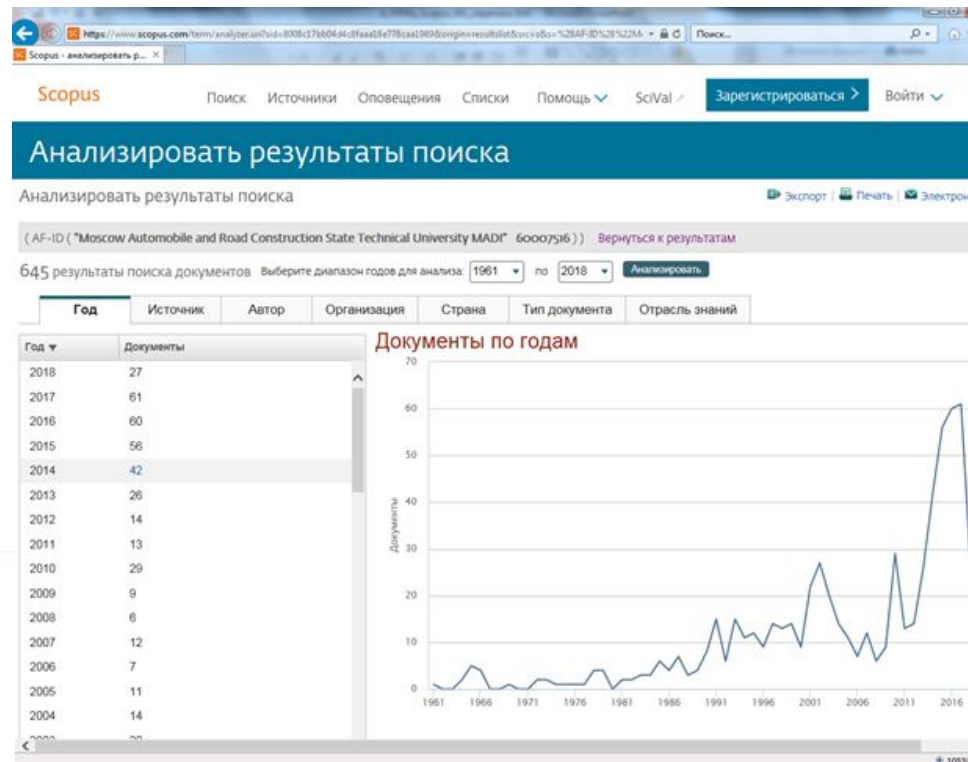 Поиск...
Scopus - анализировать р...
Scopus Поиск Источники Оповещения Списки Помощь SciVal Зарегистрироваться > Войти
Анализировать результаты поиска
Анализировать результаты поиска Экспорт | Печать | Электрон
( AF-ID ( "Moscow Automobile and Road Construction State Technical University MADI" 60007516 ) ) Вернуться к результатам
645 результаты поиска документов Выберите диапазон годов для анализа: 1961 по 2018 Анализировать
Год Источник Автор Организация Страна Тип документа Отрасль знаний
Год Документы
2018 27
2017 61
2016 60
2015 56
2014 42
2013 26
2012 14
2011 13
2010 29
2009 9
2008 6
2007 12
2006 7
2005 11
2004 14
Документы по годам
Документы
70
60
50
40
30
20
10
0
1961 1966 1971 1976 1981 1986 1991 1996 2001 2006 2011 2016